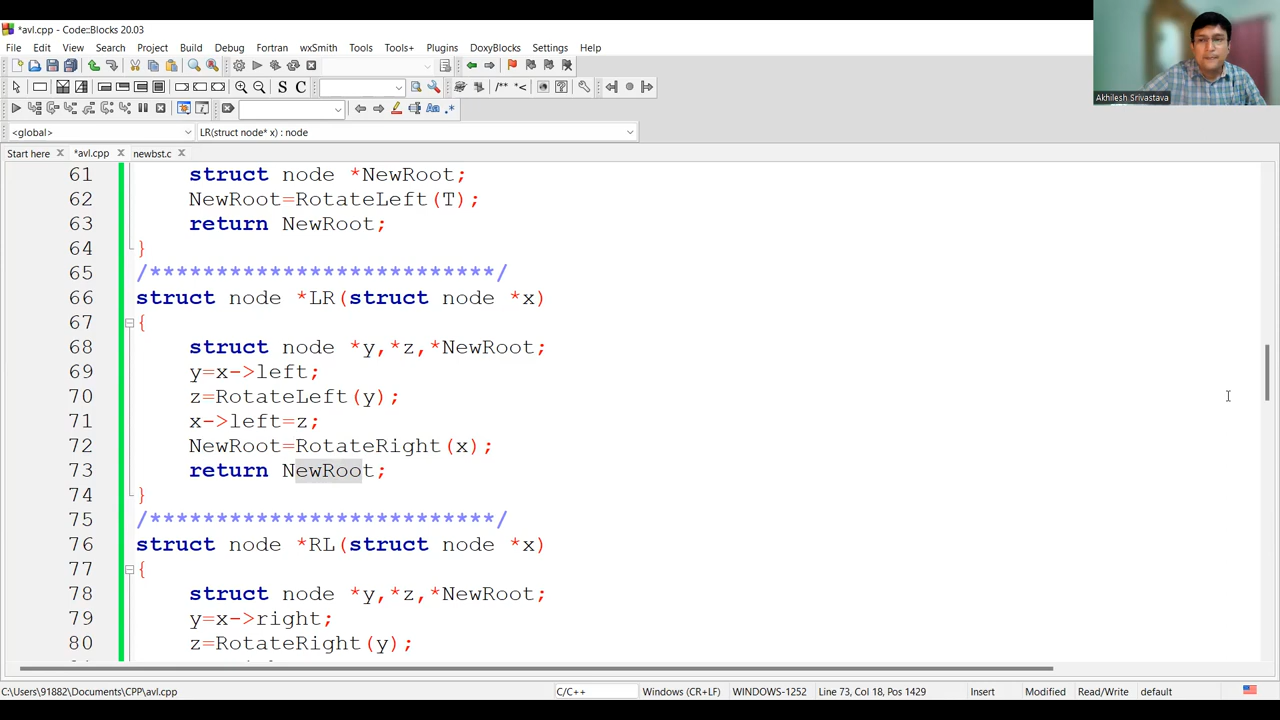 *avl.cpp - Code::Blocks 20.03
File Edit View Search Project Build Debug Fortran wxSmith Tools Tools+ Plugins DoxyBlocks Settings Help
S C /** *<
Aa .*
<global> LR(struct node* x) : node
Start here *avl.cpp newbst.c
61 struct node *NewRoot;
62 NewRoot=RotateLeft(T);
63 return NewRoot;
64 }
65 /**************************/
66 struct node *LR(struct node *x)
67 {
68 struct node *y,*z,*NewRoot;
69 y=x->left;
70 z=RotateLeft(y);
71 x->left=z;
72 NewRoot=RotateRight(x);
73 return NewRoot;
74 }
75 /**************************/
76 struct node *RL(struct node *x)
77 {
78 struct node *y,*z,*NewRoot;
79 y=x->right;
80 z=RotateRight(y);
C:\Users\91882\Documents\CPP\avl.cpp C/C++ Windows (CR+LF) WINDOWS-1252 Line 73, Col 18, Pos 1429 Insert Modified Read/Write default
Akhilesh Srivastava